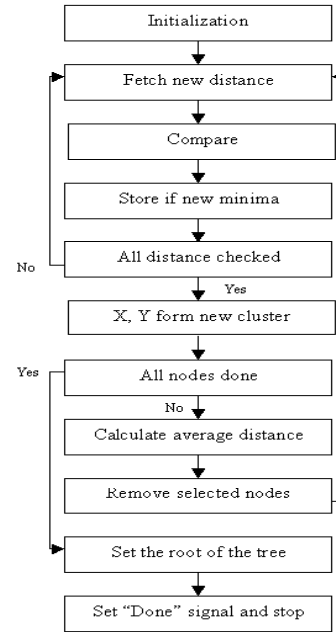 Initialization
Fetch new distance
Compare
Store if new minima
All distance checked
No
Yes
X, Y form new cluster
Yes
All nodes done
No
Calculate average distance
Remove selected nodes
Set the root of the tree
Set “Done” signal and stop